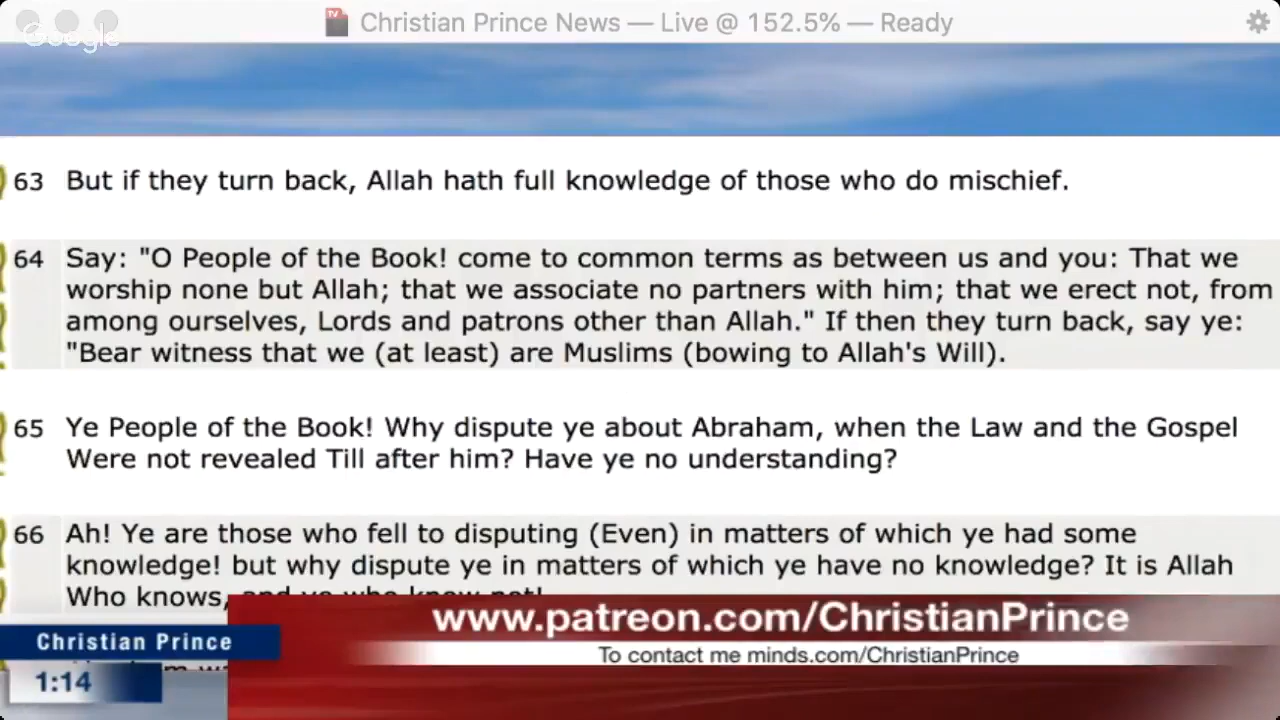 Christian Prince News — Live @ 152.5% — Ready
Google
63 But if they turn back, Allah hath full knowledge of those who do mischief.
64 Say: "O People of the Book! come to common terms as between us and you: That we
worship none but Allah; that we associate no partners with him; that we erect not, from
among ourselves, Lords and patrons other than Allah." If then they turn back, say ye:
"Bear witness that we (at least) are Muslims (bowing to Allah's Will).
65 Ye People of the Book! Why dispute ye about Abraham, when the Law and the Gospel
Were not revealed Till after him? Have ye no understanding?
66 Ah! Ye are those who fell to disputing (Even) in matters of which ye had some
knowledge! but why dispute ye in matters of which ye have no knowledge? It is Allah
Who knows, and ye who know not!
www.patreon.com/ChristianPrince
Christian Prince
To contact me minds.com/ChristianPrince
1:14